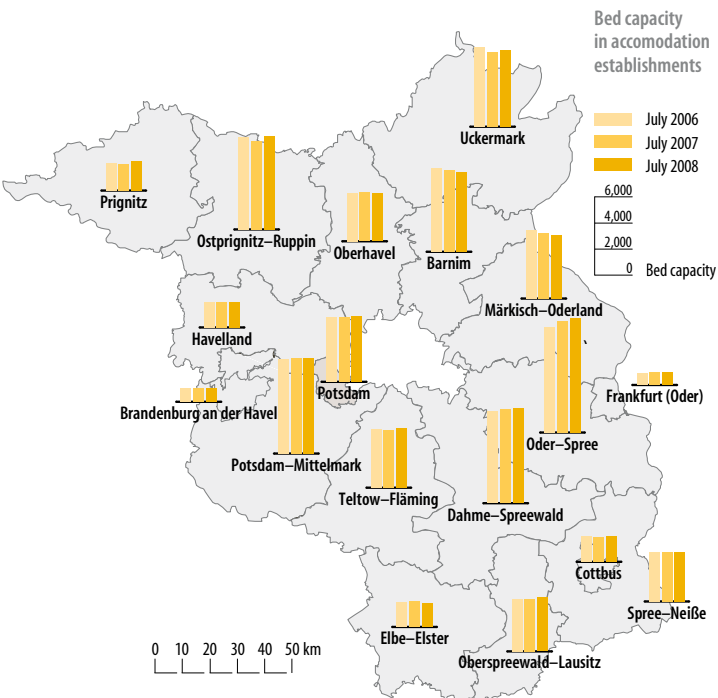 Bed capacity
in accomodation
establishments
July 2006
July 2007
July 2008
6,000
4,000
2,000
0 Bed capacity
Uckermark
Prignitz
Ostprignitz–Ruppin
Oberhavel
Barnim
Märkisch–Oderland
Havelland
Potsdam
Frankfurt (Oder)
Brandenburg an der Havel
Oder–Spree
Potsdam–Mittelmark
Teltow–Fläming
Dahme–Spreewald
Cottbus
Spree–Neiße
Elbe–Elster
Oberspreewald–Lausitz
0 10 20 30 40 50 km